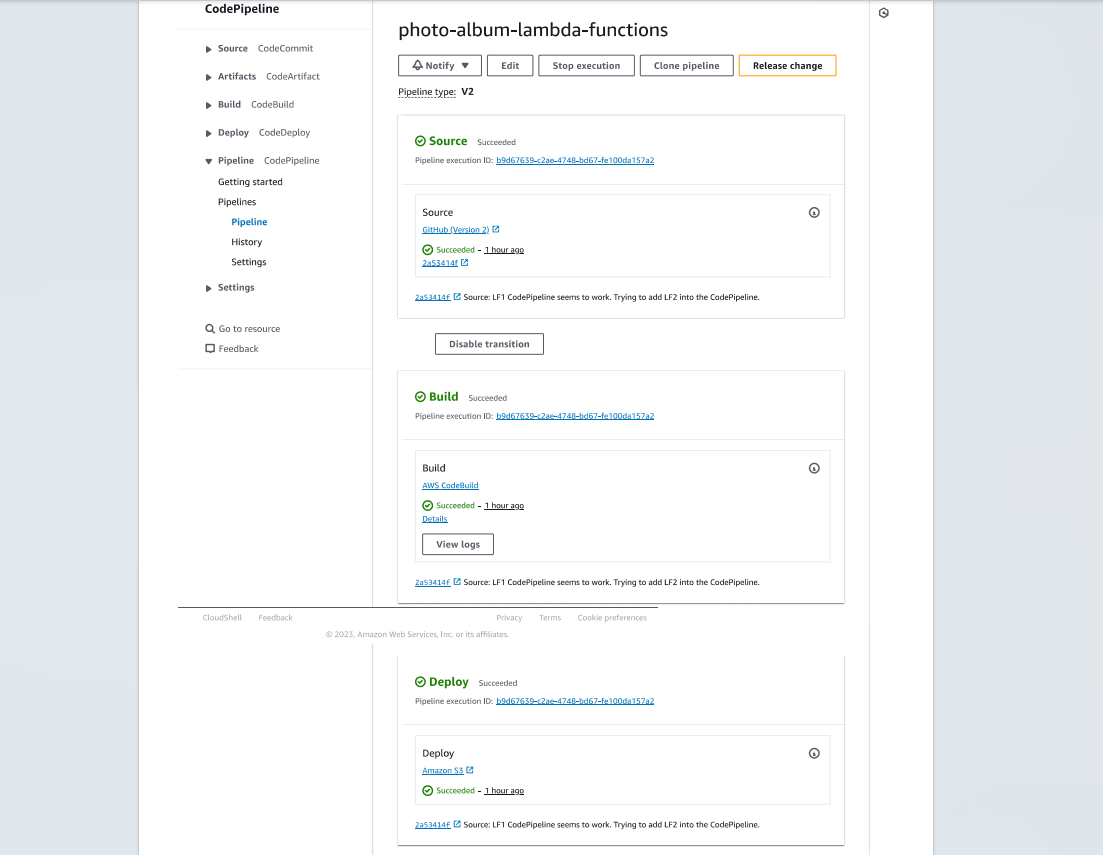 CodePipeline
Source CodeCommit
Artifacts CodeArtifact
Build CodeBuild
Deploy CodeDeploy
Pipeline CodePipeline
Getting started
Pipelines
Pipeline
History
Settings
Settings
Go to resource
Feedback
photo-album-lambda-functions
Notify Edit Stop execution Clone pipeline Release change
Pipeline type: V2
Source Succeeded
Pipeline execution ID: b9d67639-c2ae-4748-bd67-fe100da157a2
Source
GitHub (Version 2)
Succeeded - 1 hour ago
2a53414f
2a53414f Source: LF1 CodePipeline seems to work. Trying to add LF2 into the CodePipeline.
Disable transition
Build Succeeded
Pipeline execution ID: b9d67639-c2ae-4748-bd67-fe100da157a2
Build
AWS CodeBuild
Succeeded - 1 hour ago
Details
View logs
2a53414f Source: LF1 CodePipeline seems to work. Trying to add LF2 into the CodePipeline.
CloudShell Feedback Privacy Terms Cookie preferences
© 2023, Amazon Web Services, Inc. or its affiliates.
Deploy Succeeded
Pipeline execution ID: b9d67639-c2ae-4748-bd67-fe100da157a2
Deploy
Amazon S3
Succeeded - 1 hour ago
2a53414f Source: LF1 CodePipeline seems to work. Trying to add LF2 into the CodePipeline.